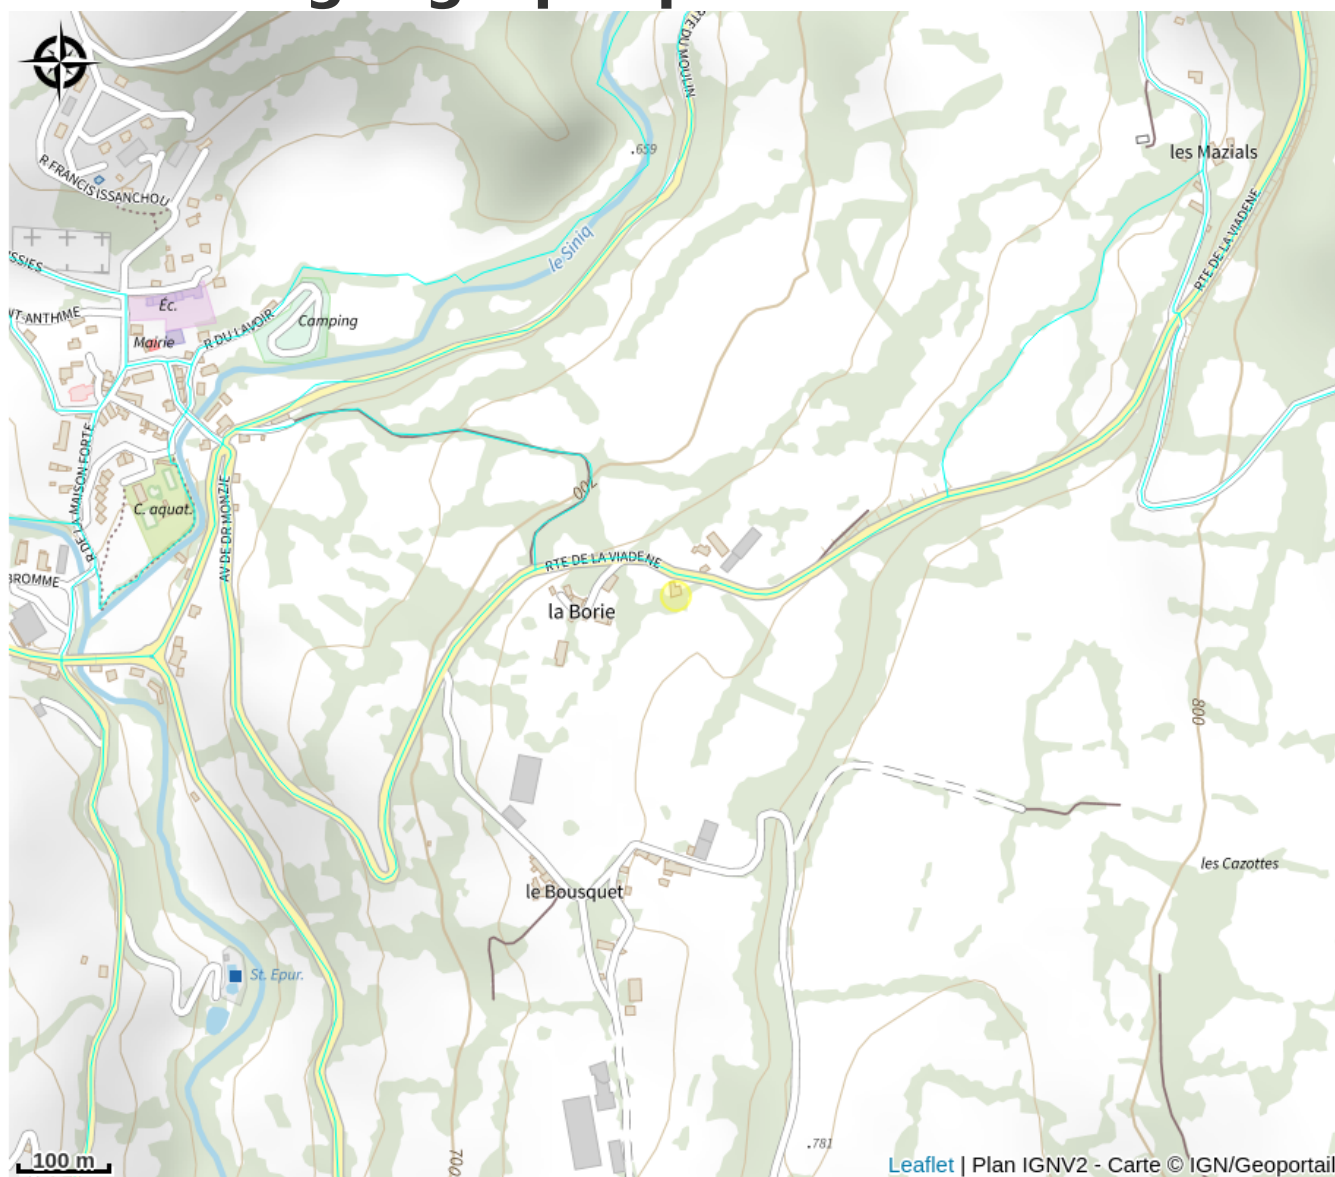 RTE DU MOULIN
.659
les Mazials
R FRANCIS ISSANCHOU
RTE DE LA VIADENE
le Siniq
SSIES
Éc.
NT-ANTHIME
Camping
R DU LAVOIR
Mairie
R DE LA MAISON FORTE
700
C. aquat.
AV DE DR MONZIE
RTE DE LA VIADENE
BROMME
la Borie
800
les Cazottes
le Bousquet
St. Epur.
.781
700
100 m
Leaflet | Plan IGNV2 - Carte © IGN/Geoportail